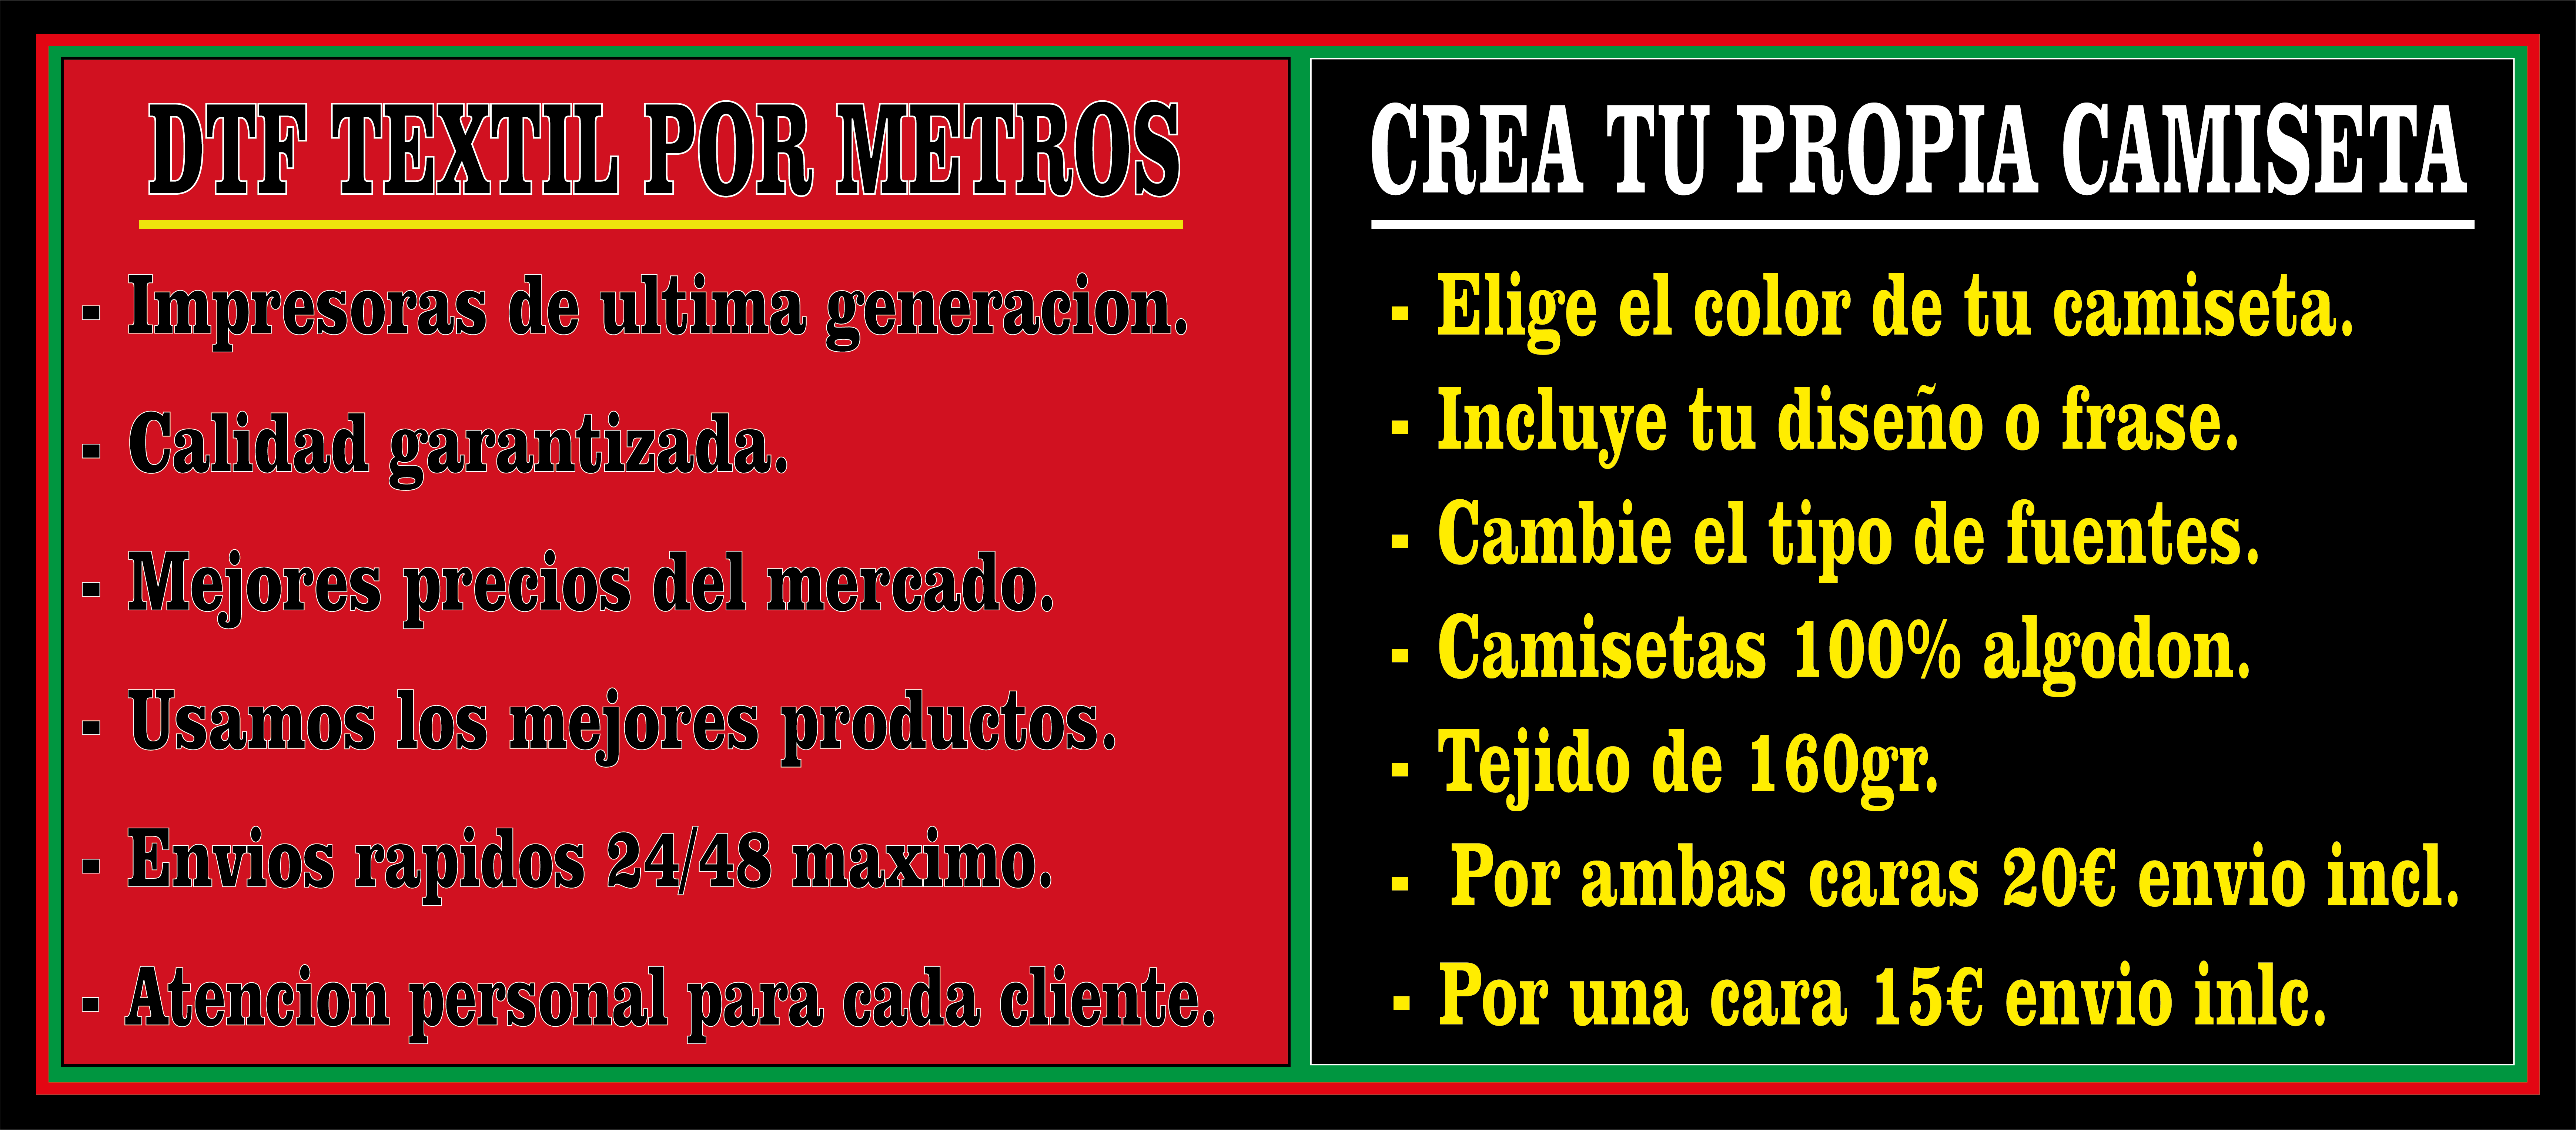 DTF TEXTIL POR METROS
- Impresoras de ultima generacion.
- Calidad garantizada.
- Mejores precios del mercado.
- Usamos los mejores productos.
- Envios rapidos 24/48 maximo.
- Atencion personal para cada cliente.
CREA TU PROPIA CAMISETA
- Elige el color de tu camiseta.
- Incluye tu diseño o frase.
- Cambie el tipo de fuentes.
- Camisetas 100% algodon.
- Tejido de 160gr.
- Por ambas caras 20€ envio incl.
- Por una cara 15€ envio inlc.